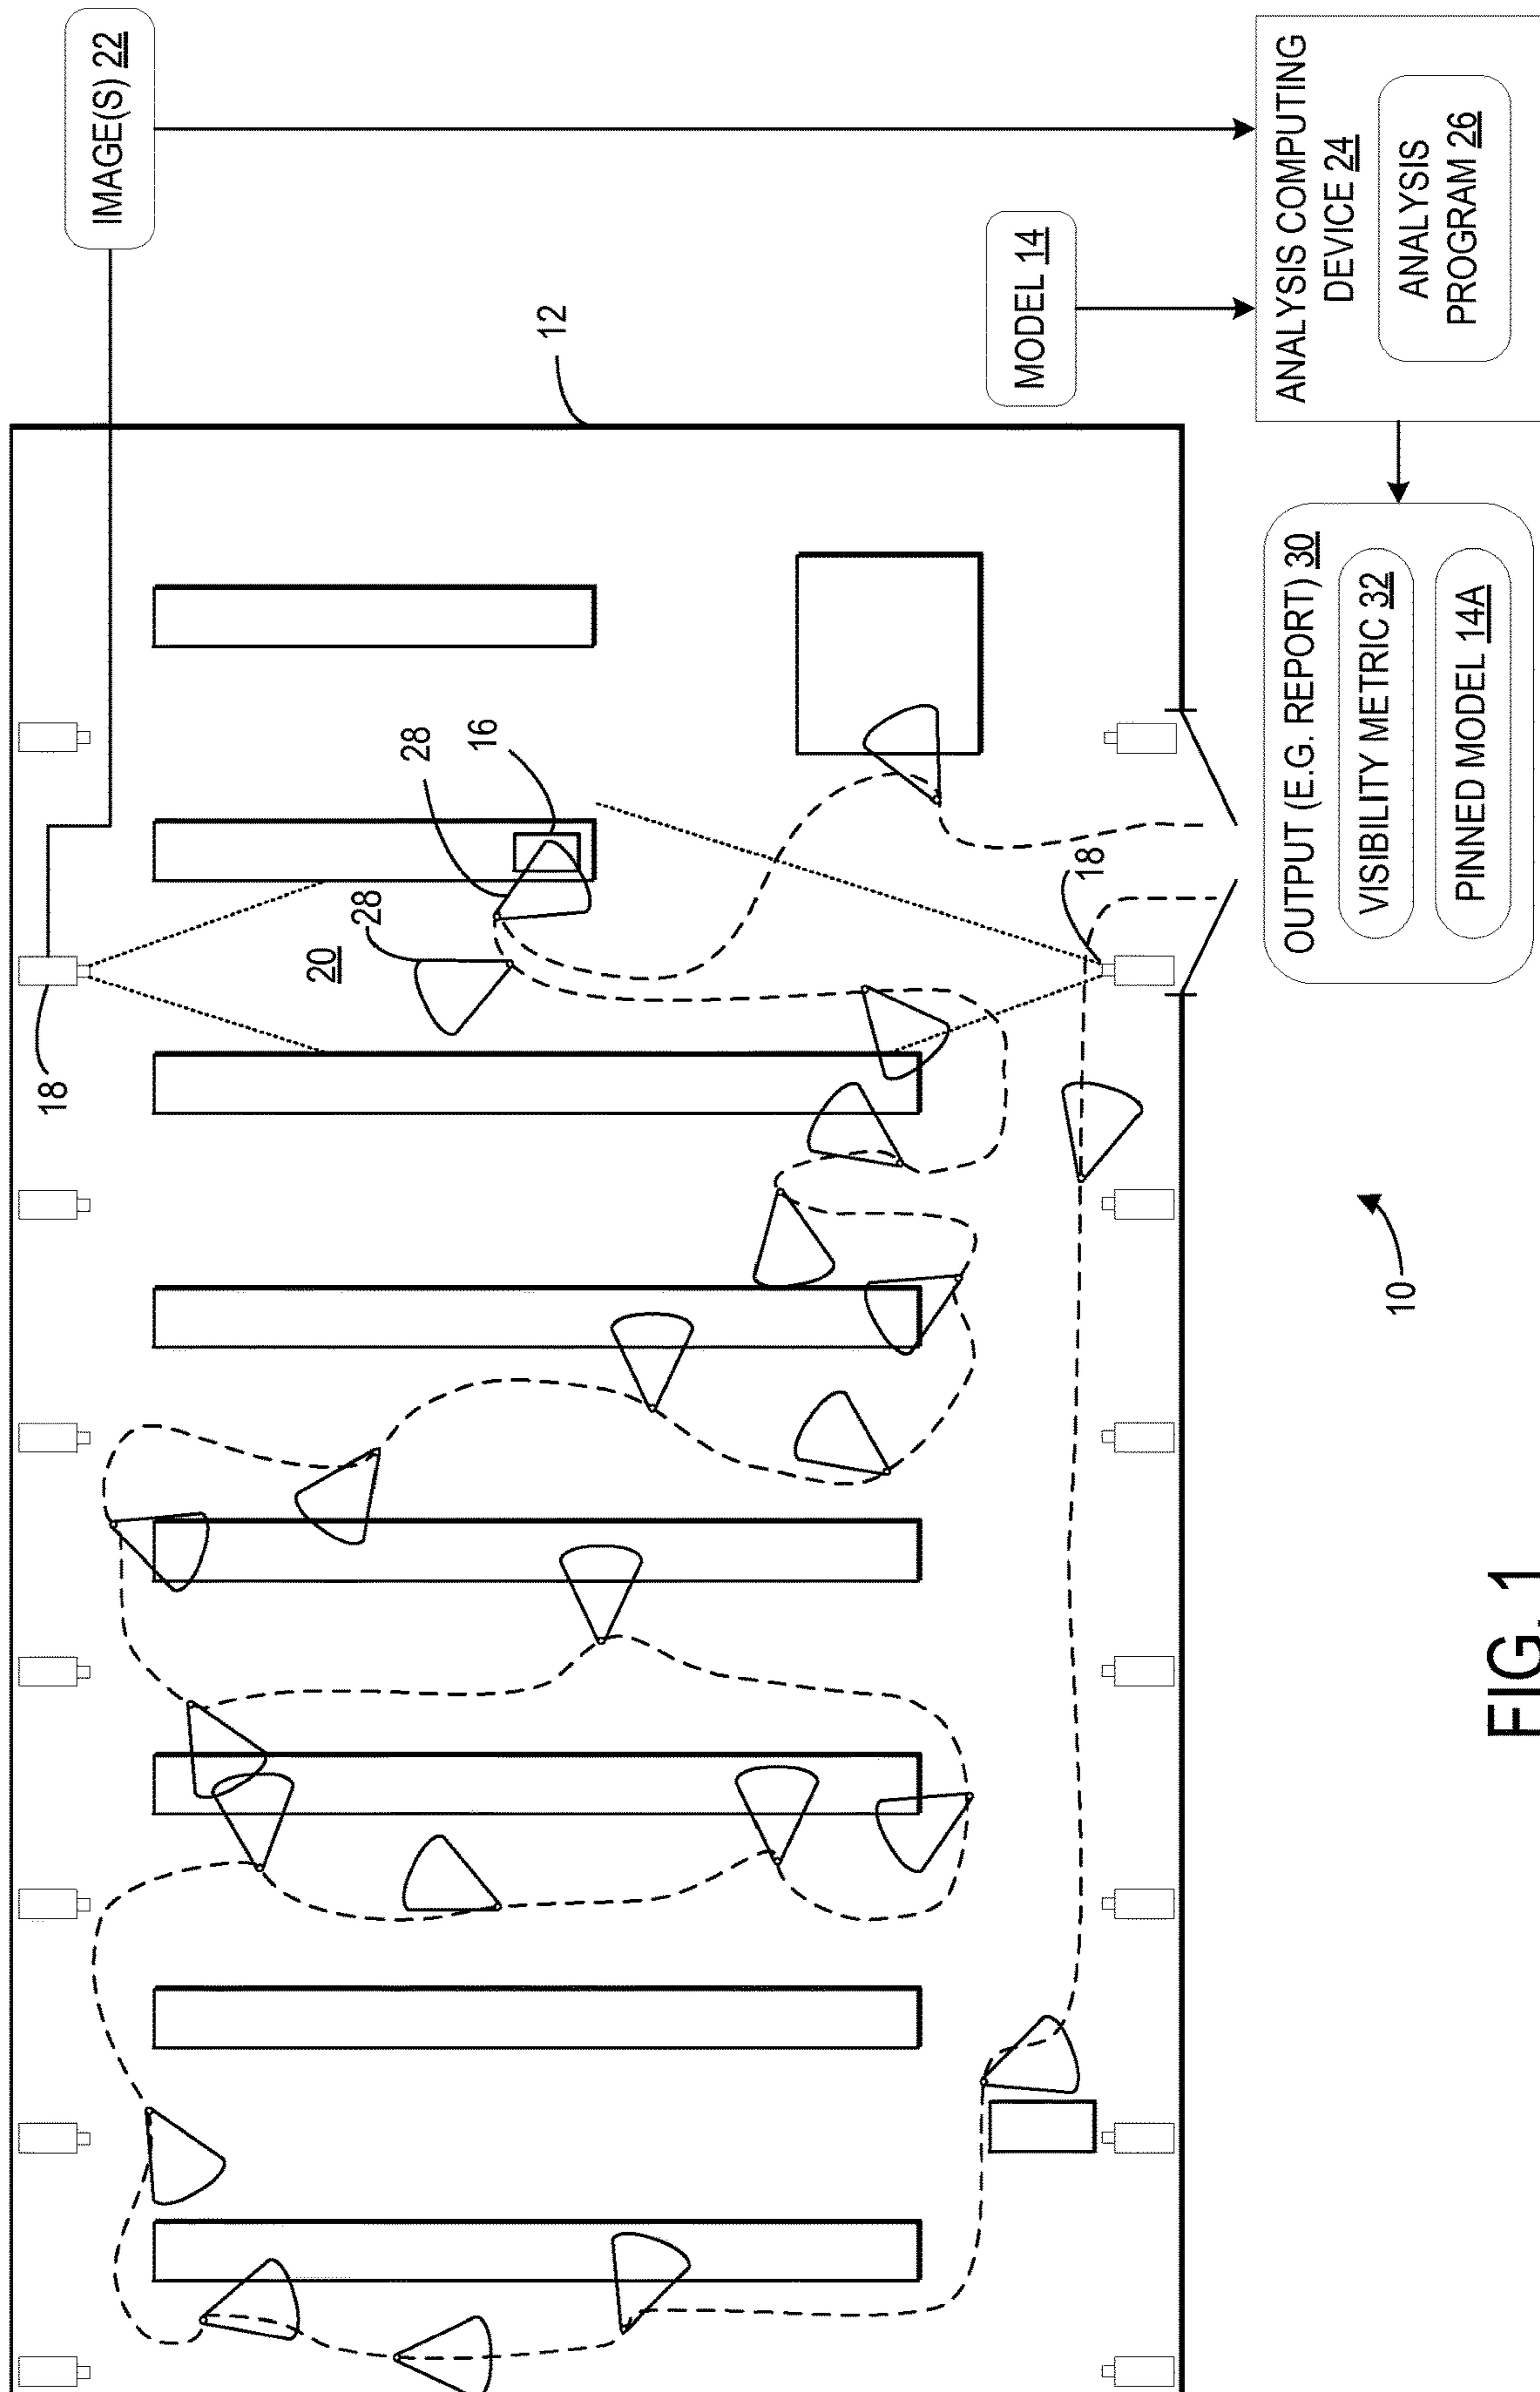 IMAGE(S) 22
12
MODEL 14
ANALYSIS COMPUTING
DEVICE 24
ANALYSIS
PROGRAM 26
28
16
28
20
18
18
OUTPUT (E.G. REPORT) 30
VISIBILITY METRIC 32
PINNED MODEL 14A
10
FIG. 1